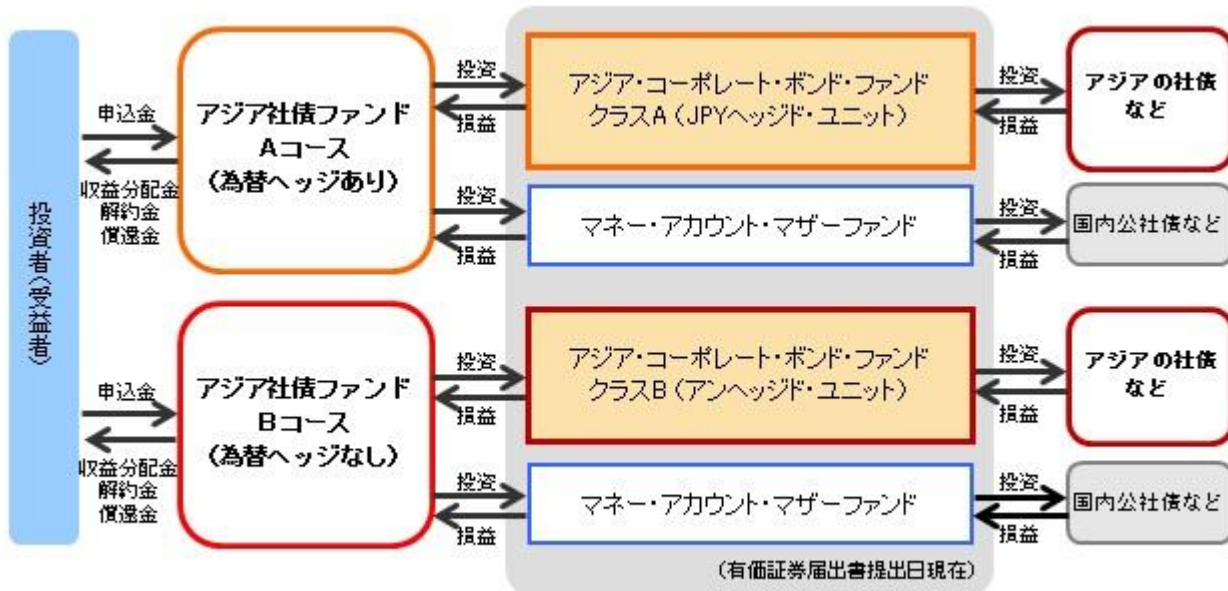 投資者(受益者)
申込金
収益分配金
解約金
償還金
アジア社債ファンド
Aコース
(為替ヘッジあり)
投資
損益
アジア・コーポレート・ボンド・ファンド
クラスA(JPYヘッジド・ユニット)
投資
損益
アジアの社債
など
投資
損益
マネー・アカウント・マザーファンド
投資
損益
国内公社債など
申込金
収益分配金
解約金
償還金
アジア社債ファンド
Bコース
(為替ヘッジなし)
投資
損益
アジア・コーポレート・ボンド・ファンド
クラスB(アンヘッジド・ユニット)
投資
損益
アジアの社債
など
投資
損益
マネー・アカウント・マザーファンド
投資
損益
国内公社債など
(有価証券届出書提出日現在)